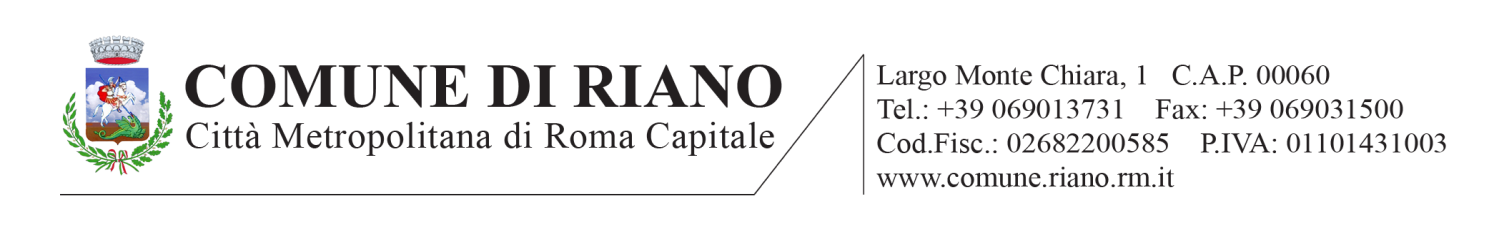 COMUNE DI RIANO
Città Metropolitana di Roma Capitale
Largo Monte Chiara, 1 C.A.P. 00060
Tel.: +39 069013731 Fax: +39 069031500
Cod.Fisc.: 02682200585 P.IVA: 01101431003
www.comune.riano.rm.it